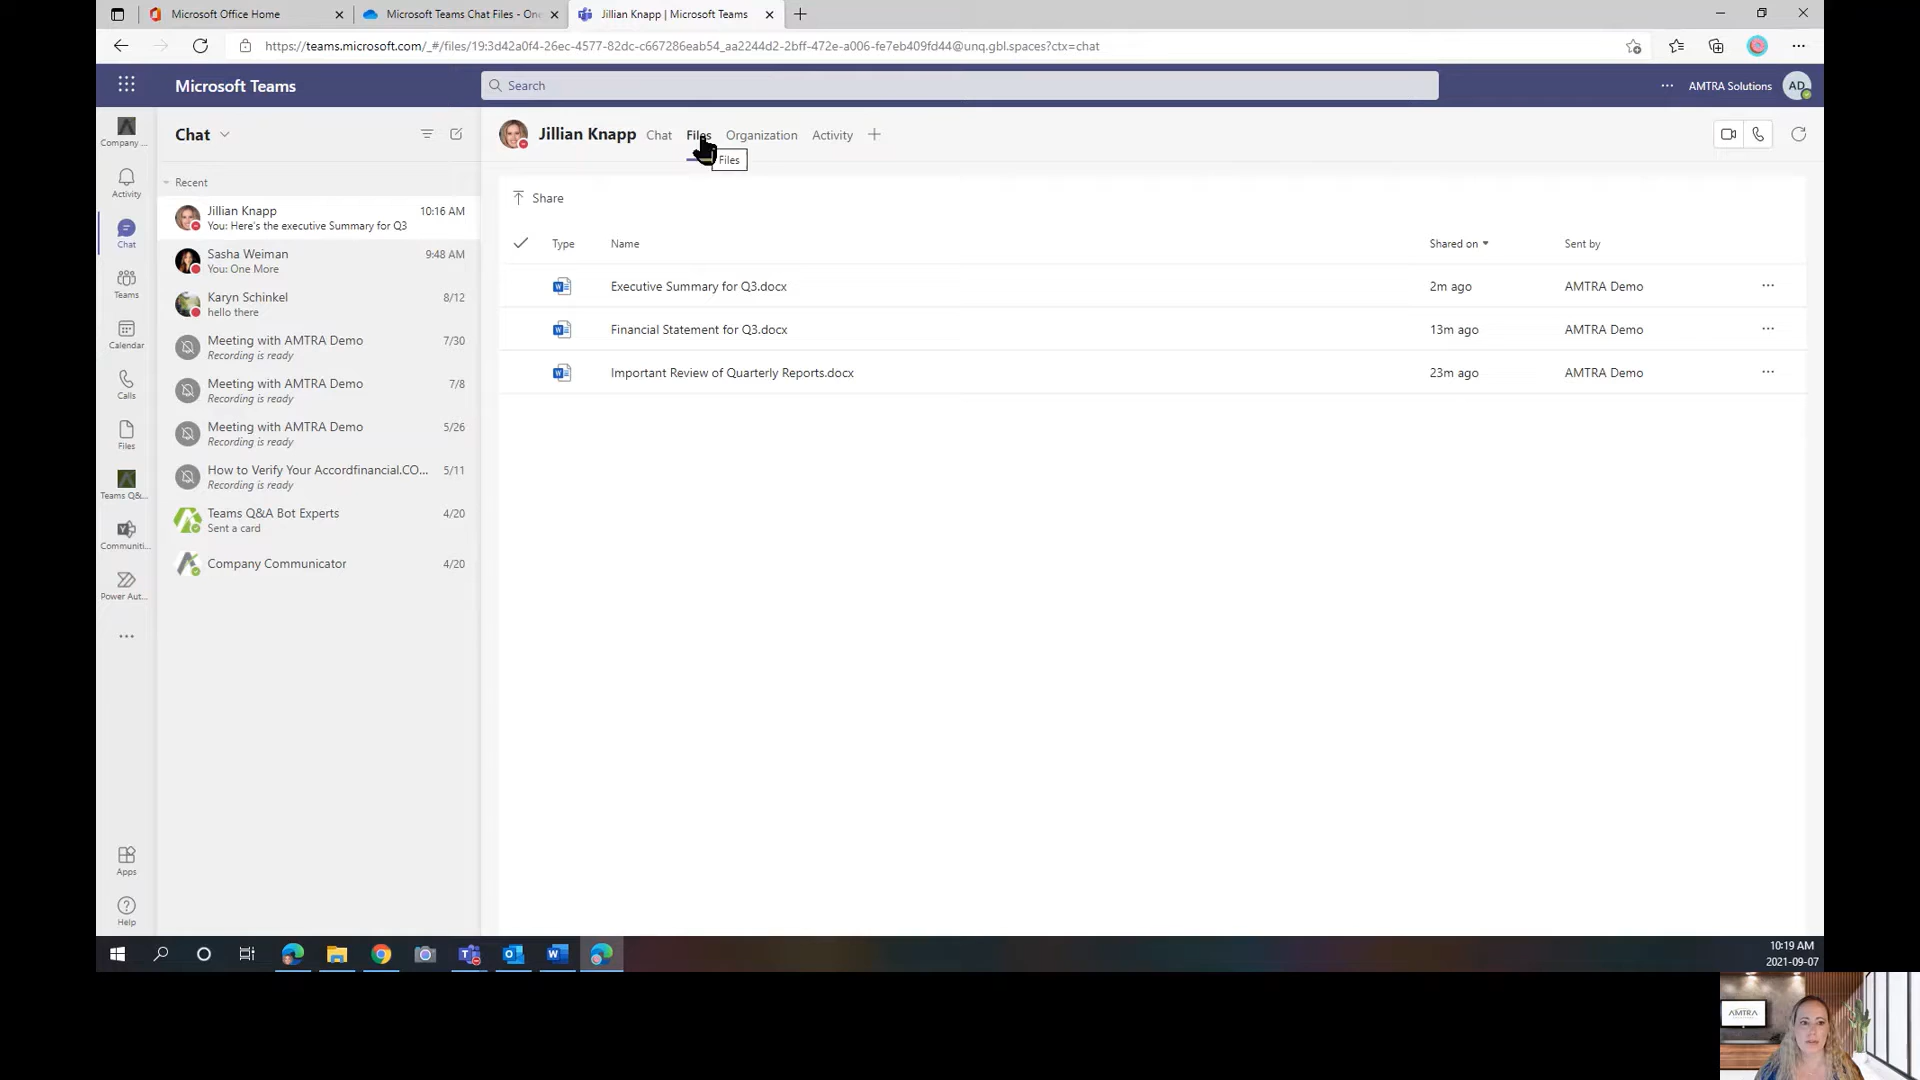 Microsoft Office Home
Microsoft Teams Chat Files - On
Jillian Knapp | Microsoft Teams
https://teams.microsoft.com/_#/files/19:3d42a0f4-26ec-4577-82dc-c667286eab54_aa2244d2-2bff-472e-a006-fe7eb409fd44@unq.gbl.spaces?ctx=chat
Microsoft Teams
Search
AMTRA Solutions
AD
Company ...
Activity
Chat
Teams
Calendar
Calls
Files
Teams Q&...
Communiti...
Power Aut...
Apps
Help
Chat
Recent
Jillian Knapp 10:16 AM
You: Here's the executive Summary for Q3
Sasha Weiman 9:48 AM
You: One More
Karyn Schinkel 8/12
hello there
Meeting with AMTRA Demo 7/30
Recording is ready
Meeting with AMTRA Demo 7/8
Recording is ready
Meeting with AMTRA Demo 5/26
Recording is ready
How to Verify Your Accordfinancial.CO... 5/11
Recording is ready
Teams Q&A Bot Experts 4/20
Sent a card
Company Communicator 4/20
Jillian Knapp Chat Files Organization Activity
Files
Share
Type Name Shared on Sent by
Executive Summary for Q3.docx 2m ago AMTRA Demo
Financial Statement for Q3.docx 13m ago AMTRA Demo
Important Review of Quarterly Reports.docx 23m ago AMTRA Demo
10:19 AM
2021-09-07
AMTRA